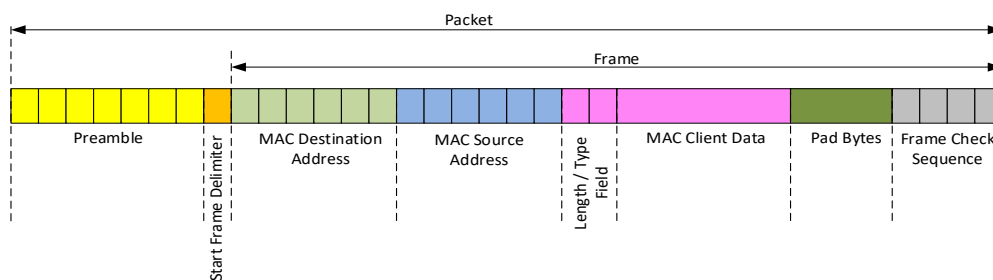 Packet
Frame
Preamble
Start Frame Delimiter
MAC Destination
Address
MAC Source
Address
Length / Type
Field
MAC Client Data
Pad Bytes
Frame Check
Sequence